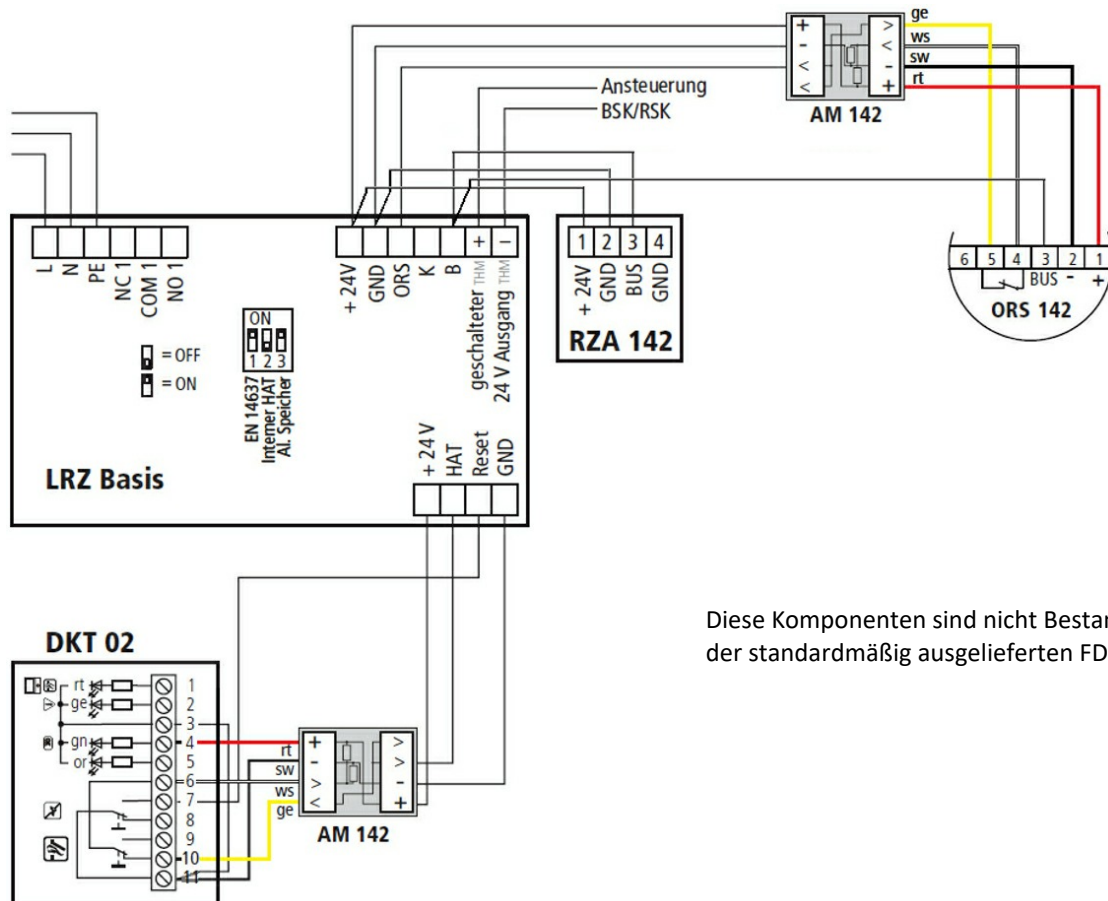 ge
ws
sw
rt
+
-
<
<
>
<
-
+
AM 142
Ansteuerung
BSK/RSK
L
N
PE
NC 1
COM 1
NO 1
+ 24V
GND
ORS
K
B
+
–
geschalteter THM
24 V Ausgang THM
1 2 3 4
+ 24V
GND
BUS
GND
RZA 142
6 5 4 3 2 1
BUS - +
ORS 142
ON
1 2 3
EN 14637
Interner HAT
Al. Speicher
= OFF
= ON
LRZ Basis
+ 24 V
HAT
Reset
GND
Diese Komponenten sind nicht Bestan
der standardmäßig ausgelieferten FD
DKT 02
rt 1
ge 2
3
gn 4
or 5
6
7
8
9
10
11
rt
sw
ws
ge
+
-
>
<
>
>
-
+
AM 142